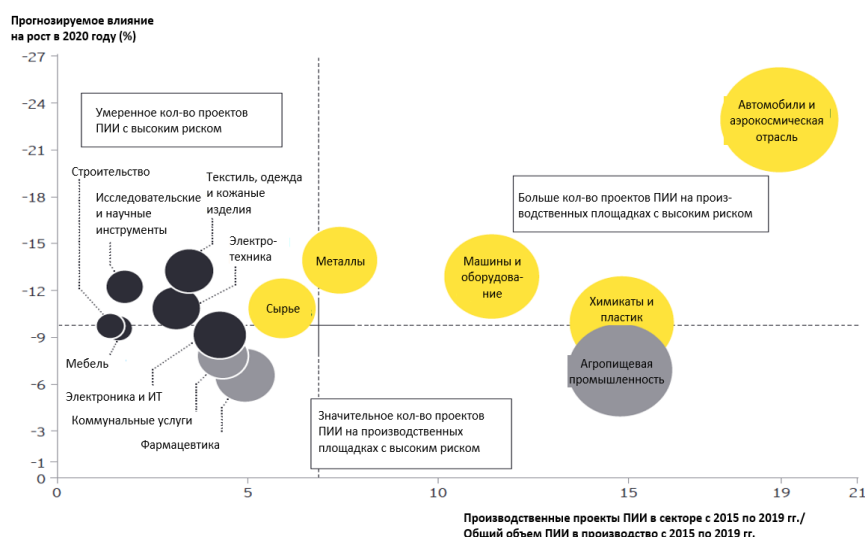 Прогнозируемое влияние
на рост в 2020 году (%)
-27
-24
-21
-18
-15
-12
-9
-6
-3
-1
0
Умеренное кол-во проектов
ПИИ с высоким риском
Автомобили и
аэрокосмическая
отрасль
Строительство
Исследовательские
и научные
инструменты
Текстиль, одежда
и кожаные
изделия
Электро-
техника
Больше кол-во проектов ПИИ на произ-
водственных площадках с высоким риском
Металлы
Машины и
оборудова-
ние
Сырье
Химикаты и
пластик
Мебель
Агропищевая
промышленность
Электроника и ИТ
Коммунальные услуги
Фармацевтика
Значительное кол-во проектов
ПИИ на производственных
площадках с высоким риском
0
5
10
15
19
21
Производственные проекты ПИИ в секторе с 2015 по 2019 гг./
Общий объем ПИИ в производство с 2015 по 2019 гг.